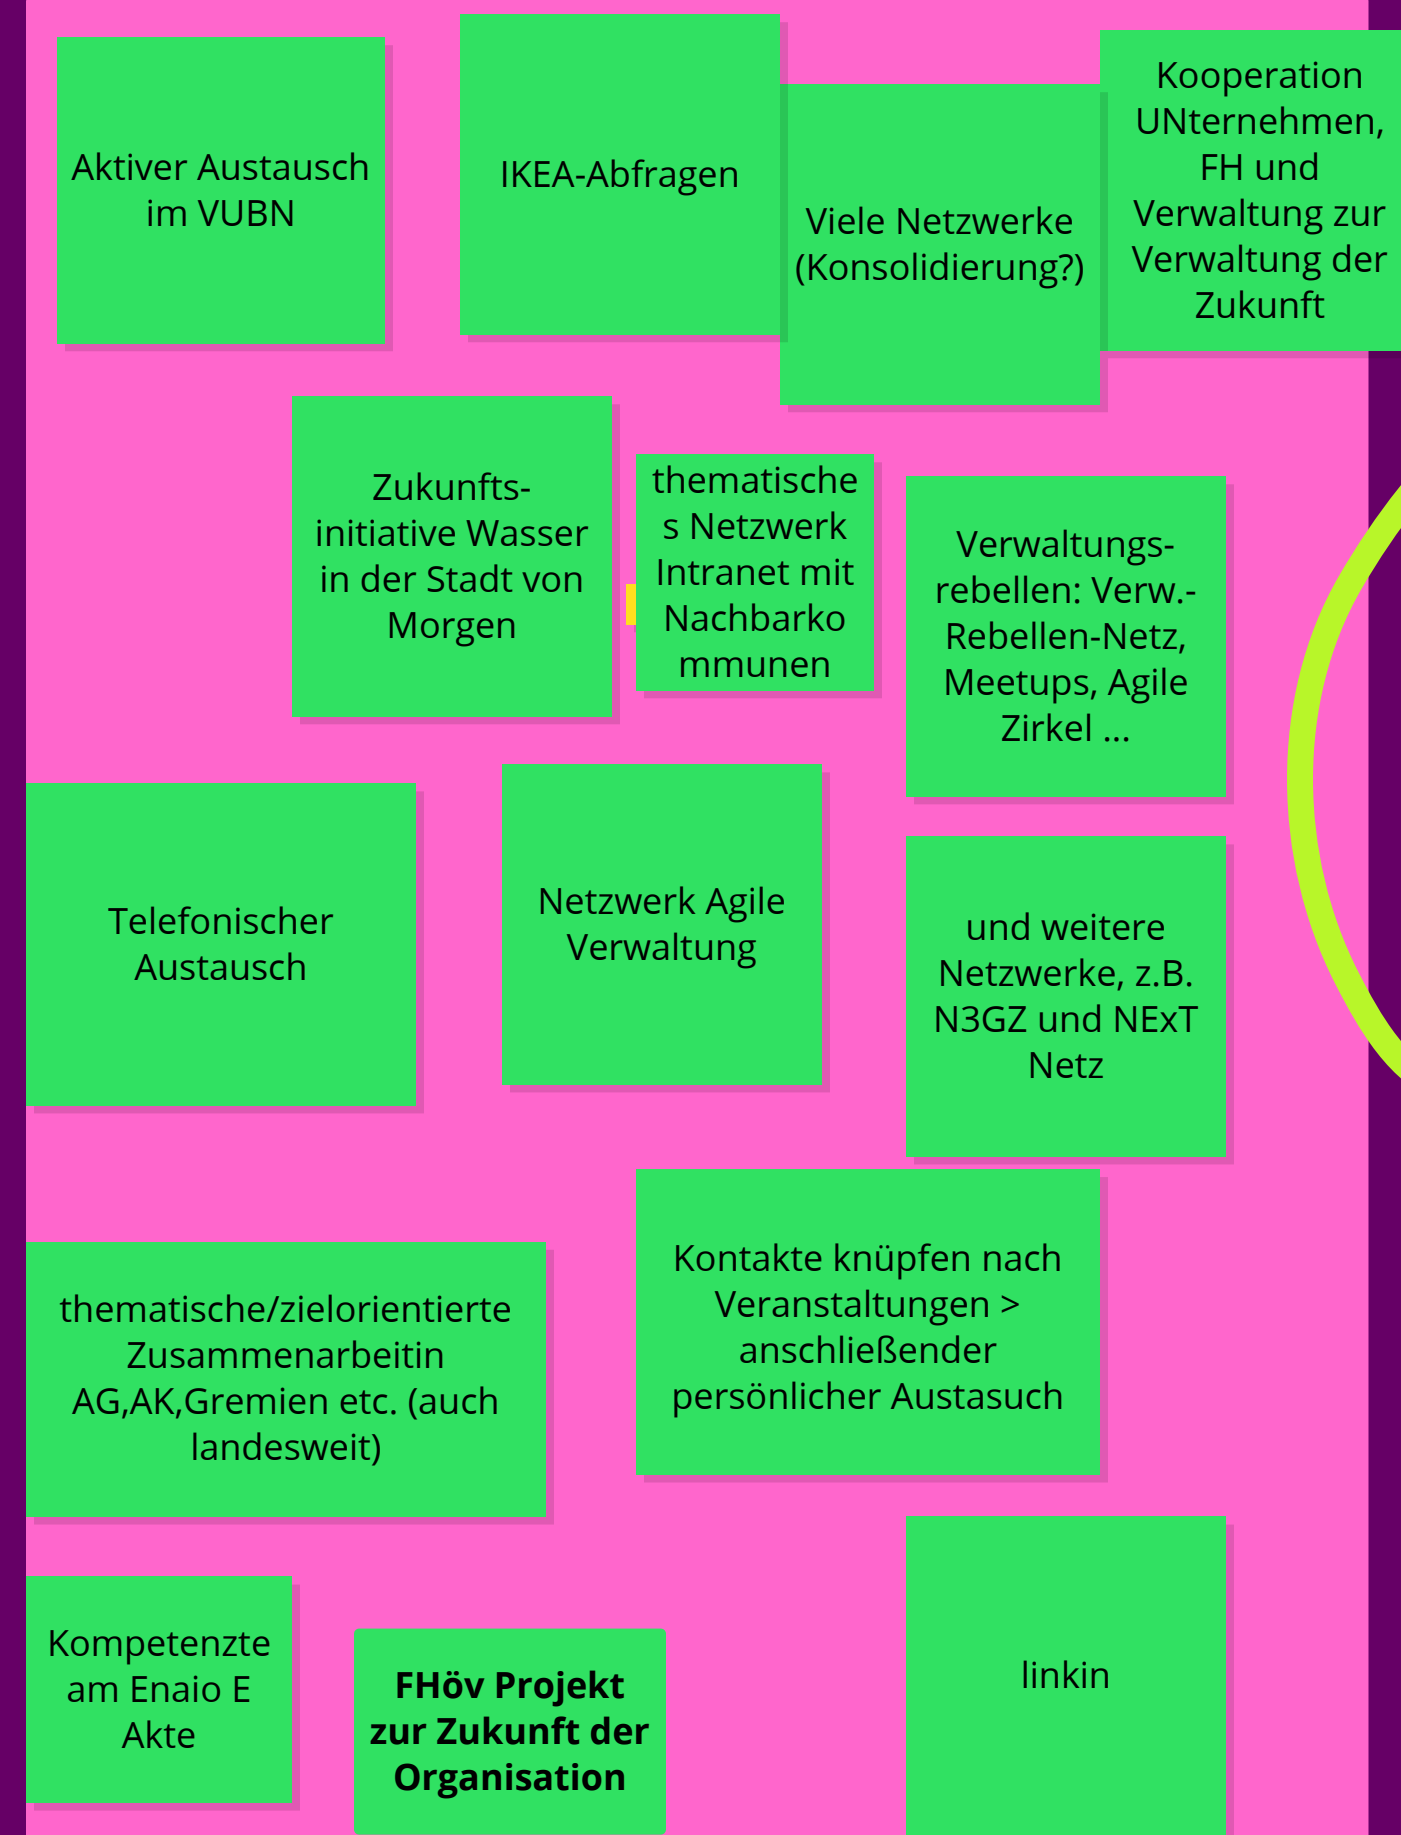 Aktiver Austausch
im VUBN
IKEA-Abfragen
Viele Netzwerke
(Konsolidierung?)
Kooperation
UNternehmen,
FH und
Verwaltung zur
Verwaltung der
Zukunft
Zukunfts-
initiative Wasser
in der Stadt von
Morgen
thematische
s Netzwerk
Intranet mit
Nachbarko
mmunen
Verwaltungs-
rebellen: Verw.-
Rebellen-Netz,
Meetups, Agile
Zirkel ...
Telefonischer
Austausch
Netzwerk Agile
Verwaltung
und weitere
Netzwerke, z.B.
N3GZ und NExT
Netz
thematische/zielorientierte
Zusammenarbeitin
AG,AK,Gremien etc. (auch
landesweit)
Kontakte knüpfen nach
Veranstaltungen >
anschließender
persönlicher Austasuch
Kompetenzte
am Enaio E
Akte
FHöv Projekt
zur Zukunft der
Organisation
linkin